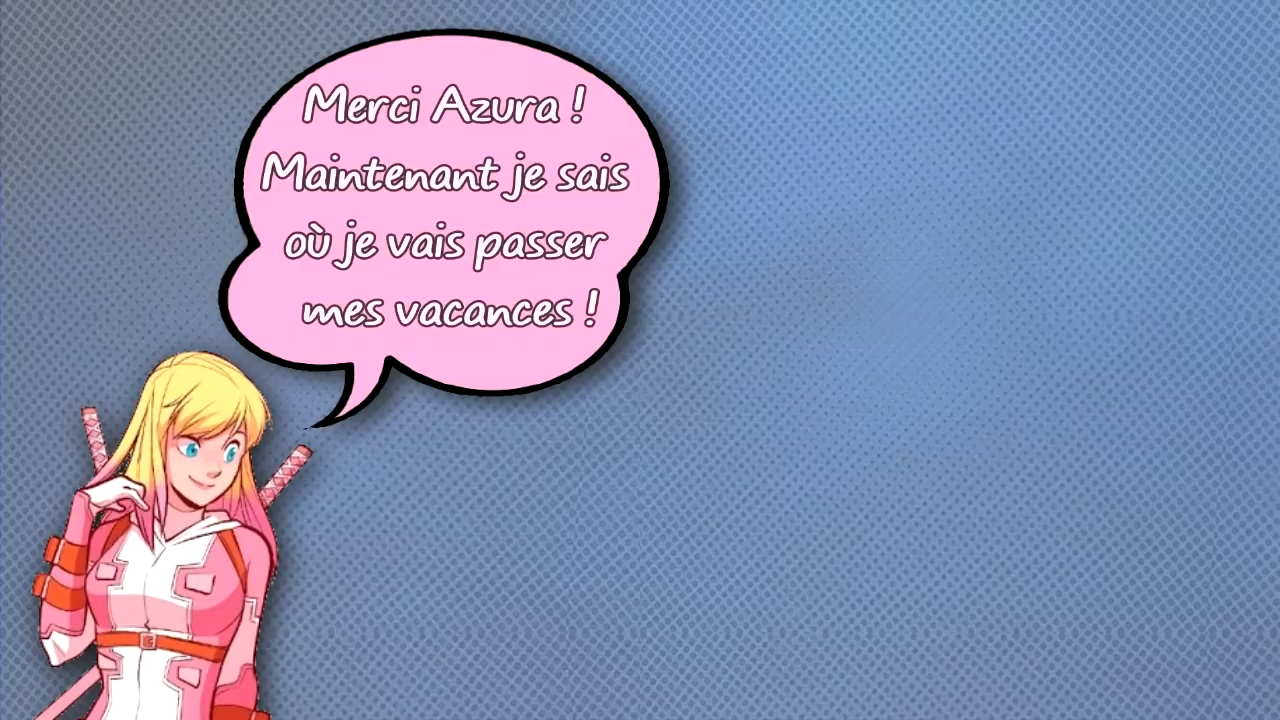 Merci Azura !
Maintenant je sais
où je vais passer
mes vacances !